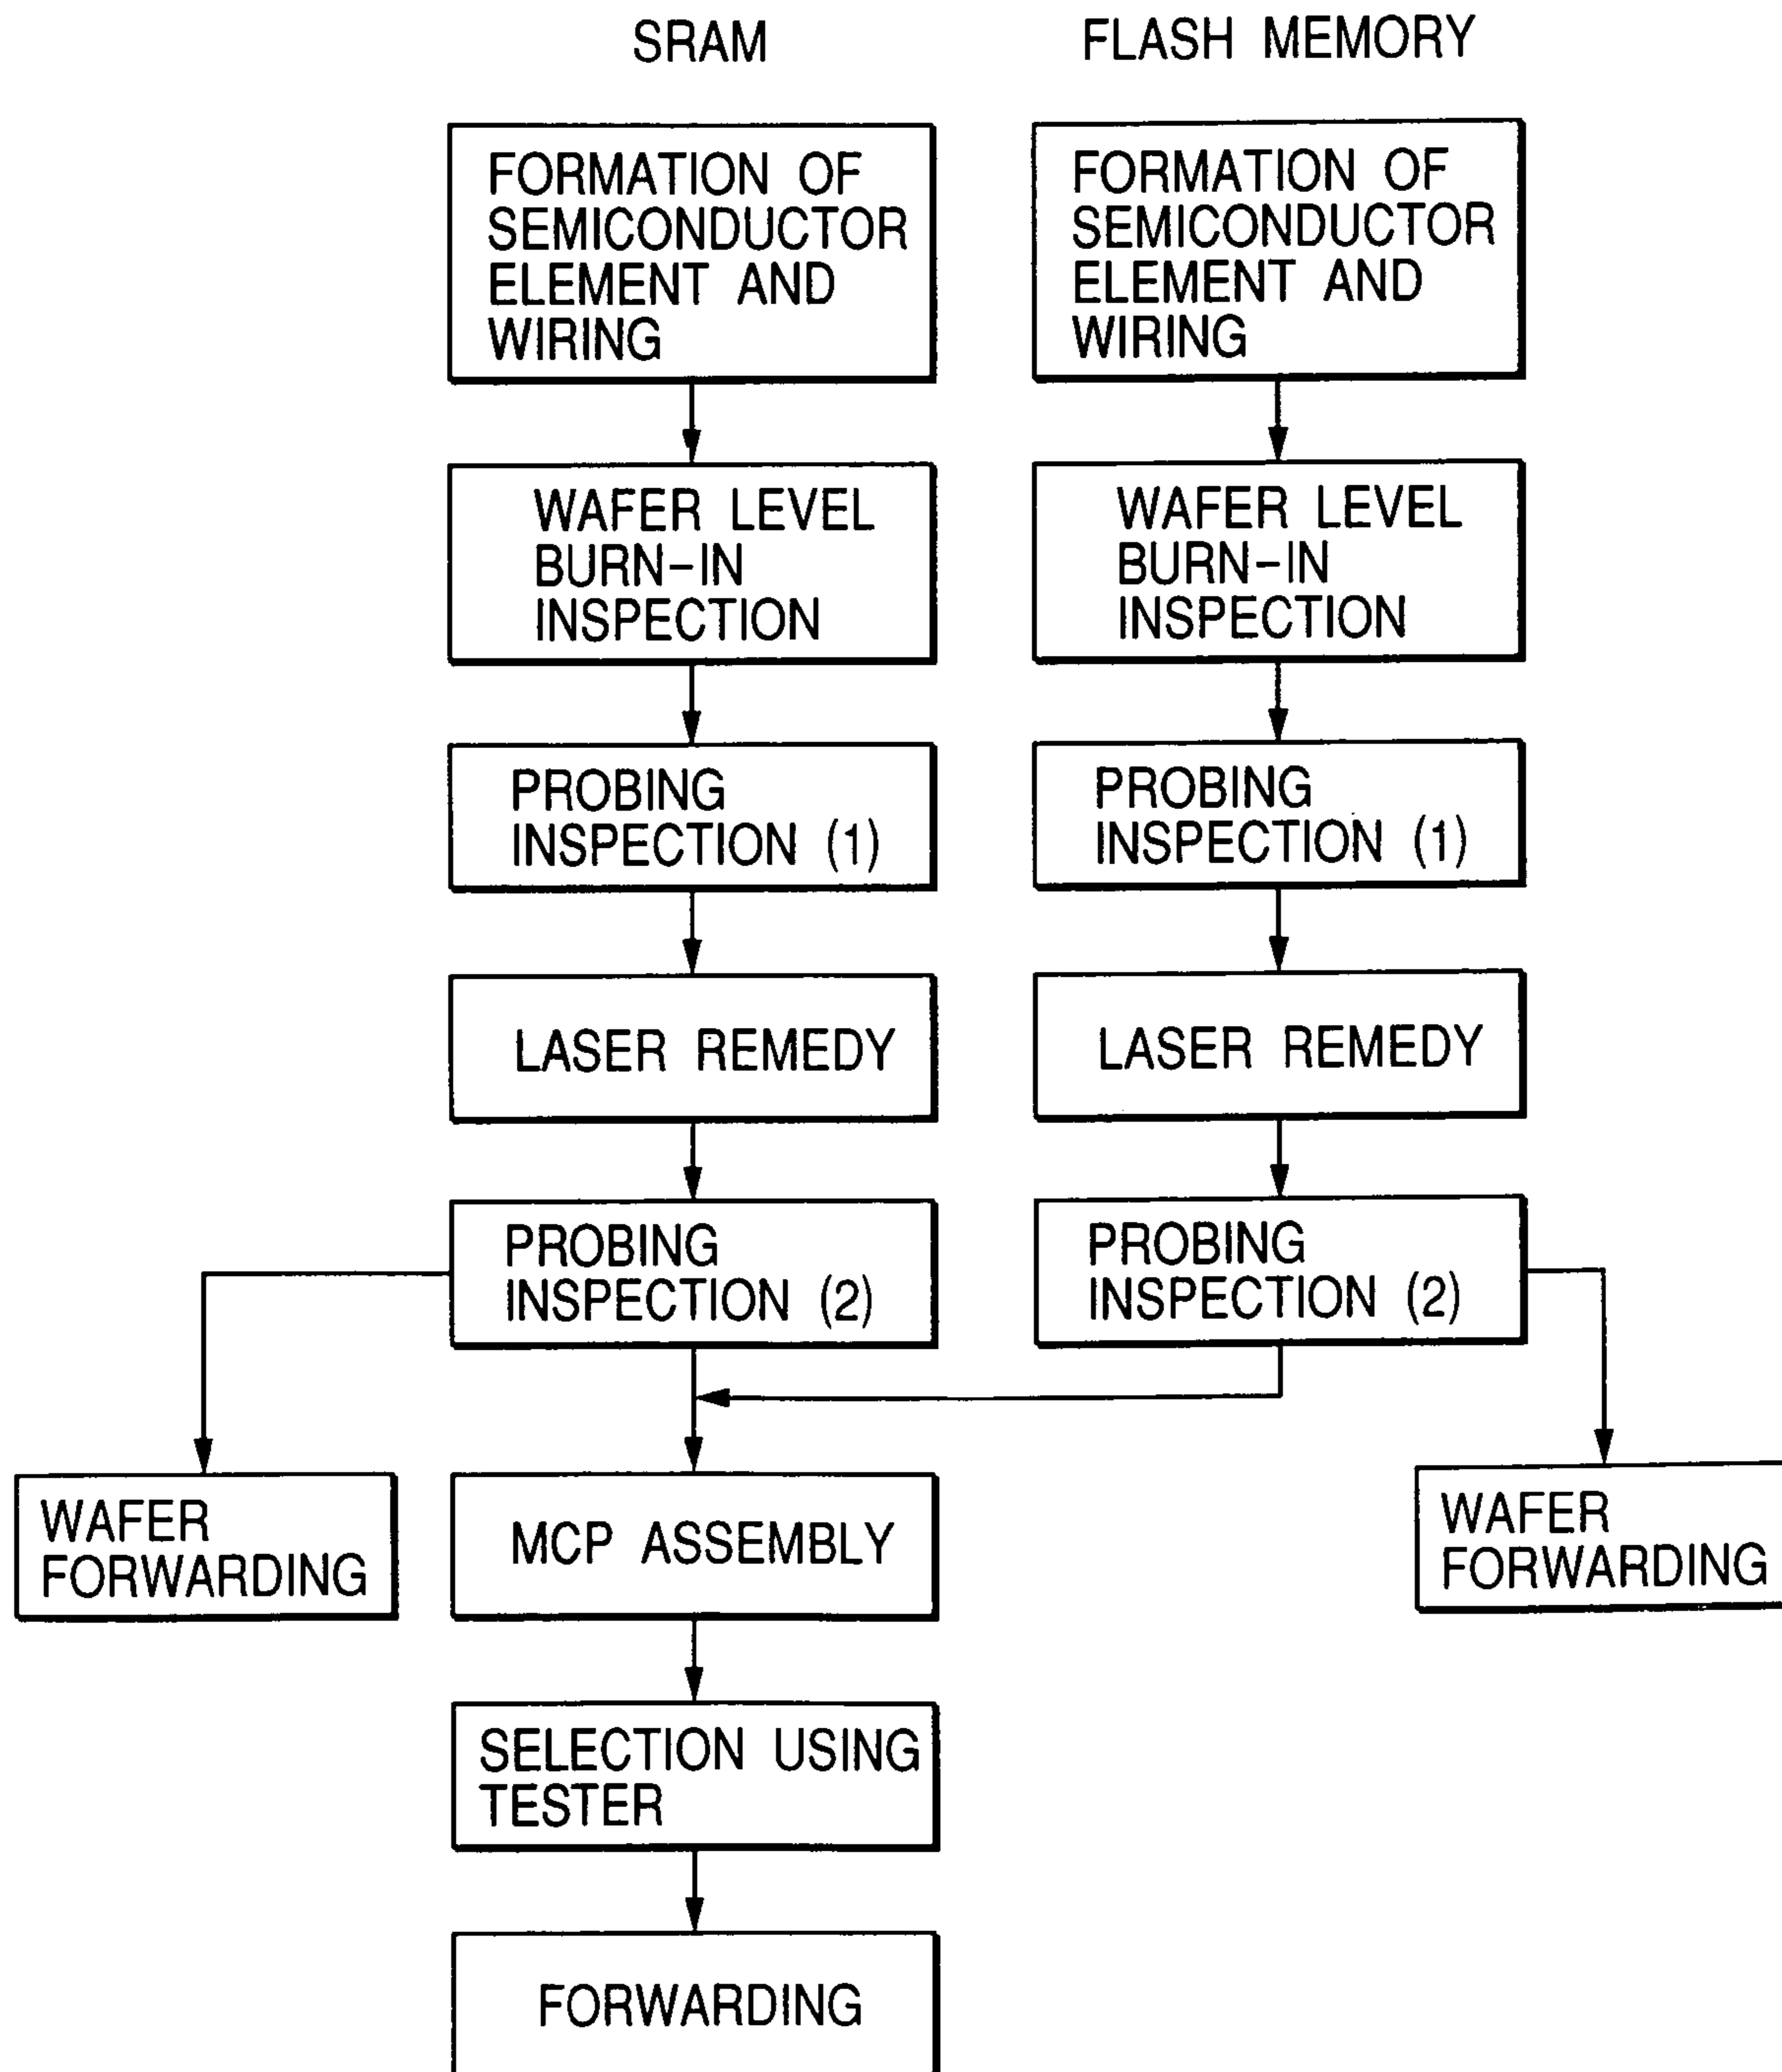 SRAM
FLASH MEMORY
FORMATION OF
SEMICONDUCTOR
ELEMENT AND
WIRING
FORMATION OF
SEMICONDUCTOR
ELEMENT AND
WIRING
WAFER LEVEL
BURN-IN
INSPECTION
WAFER LEVEL
BURN-IN
INSPECTION
PROBING
INSPECTION (1)
PROBING
INSPECTION (1)
LASER REMEDY
LASER REMEDY
PROBING
INSPECTION (2)
PROBING
INSPECTION (2)
WAFER
FORWARDING
MCP ASSEMBLY
WAFER
FORWARDING
SELECTION USING
TESTER
FORWARDING